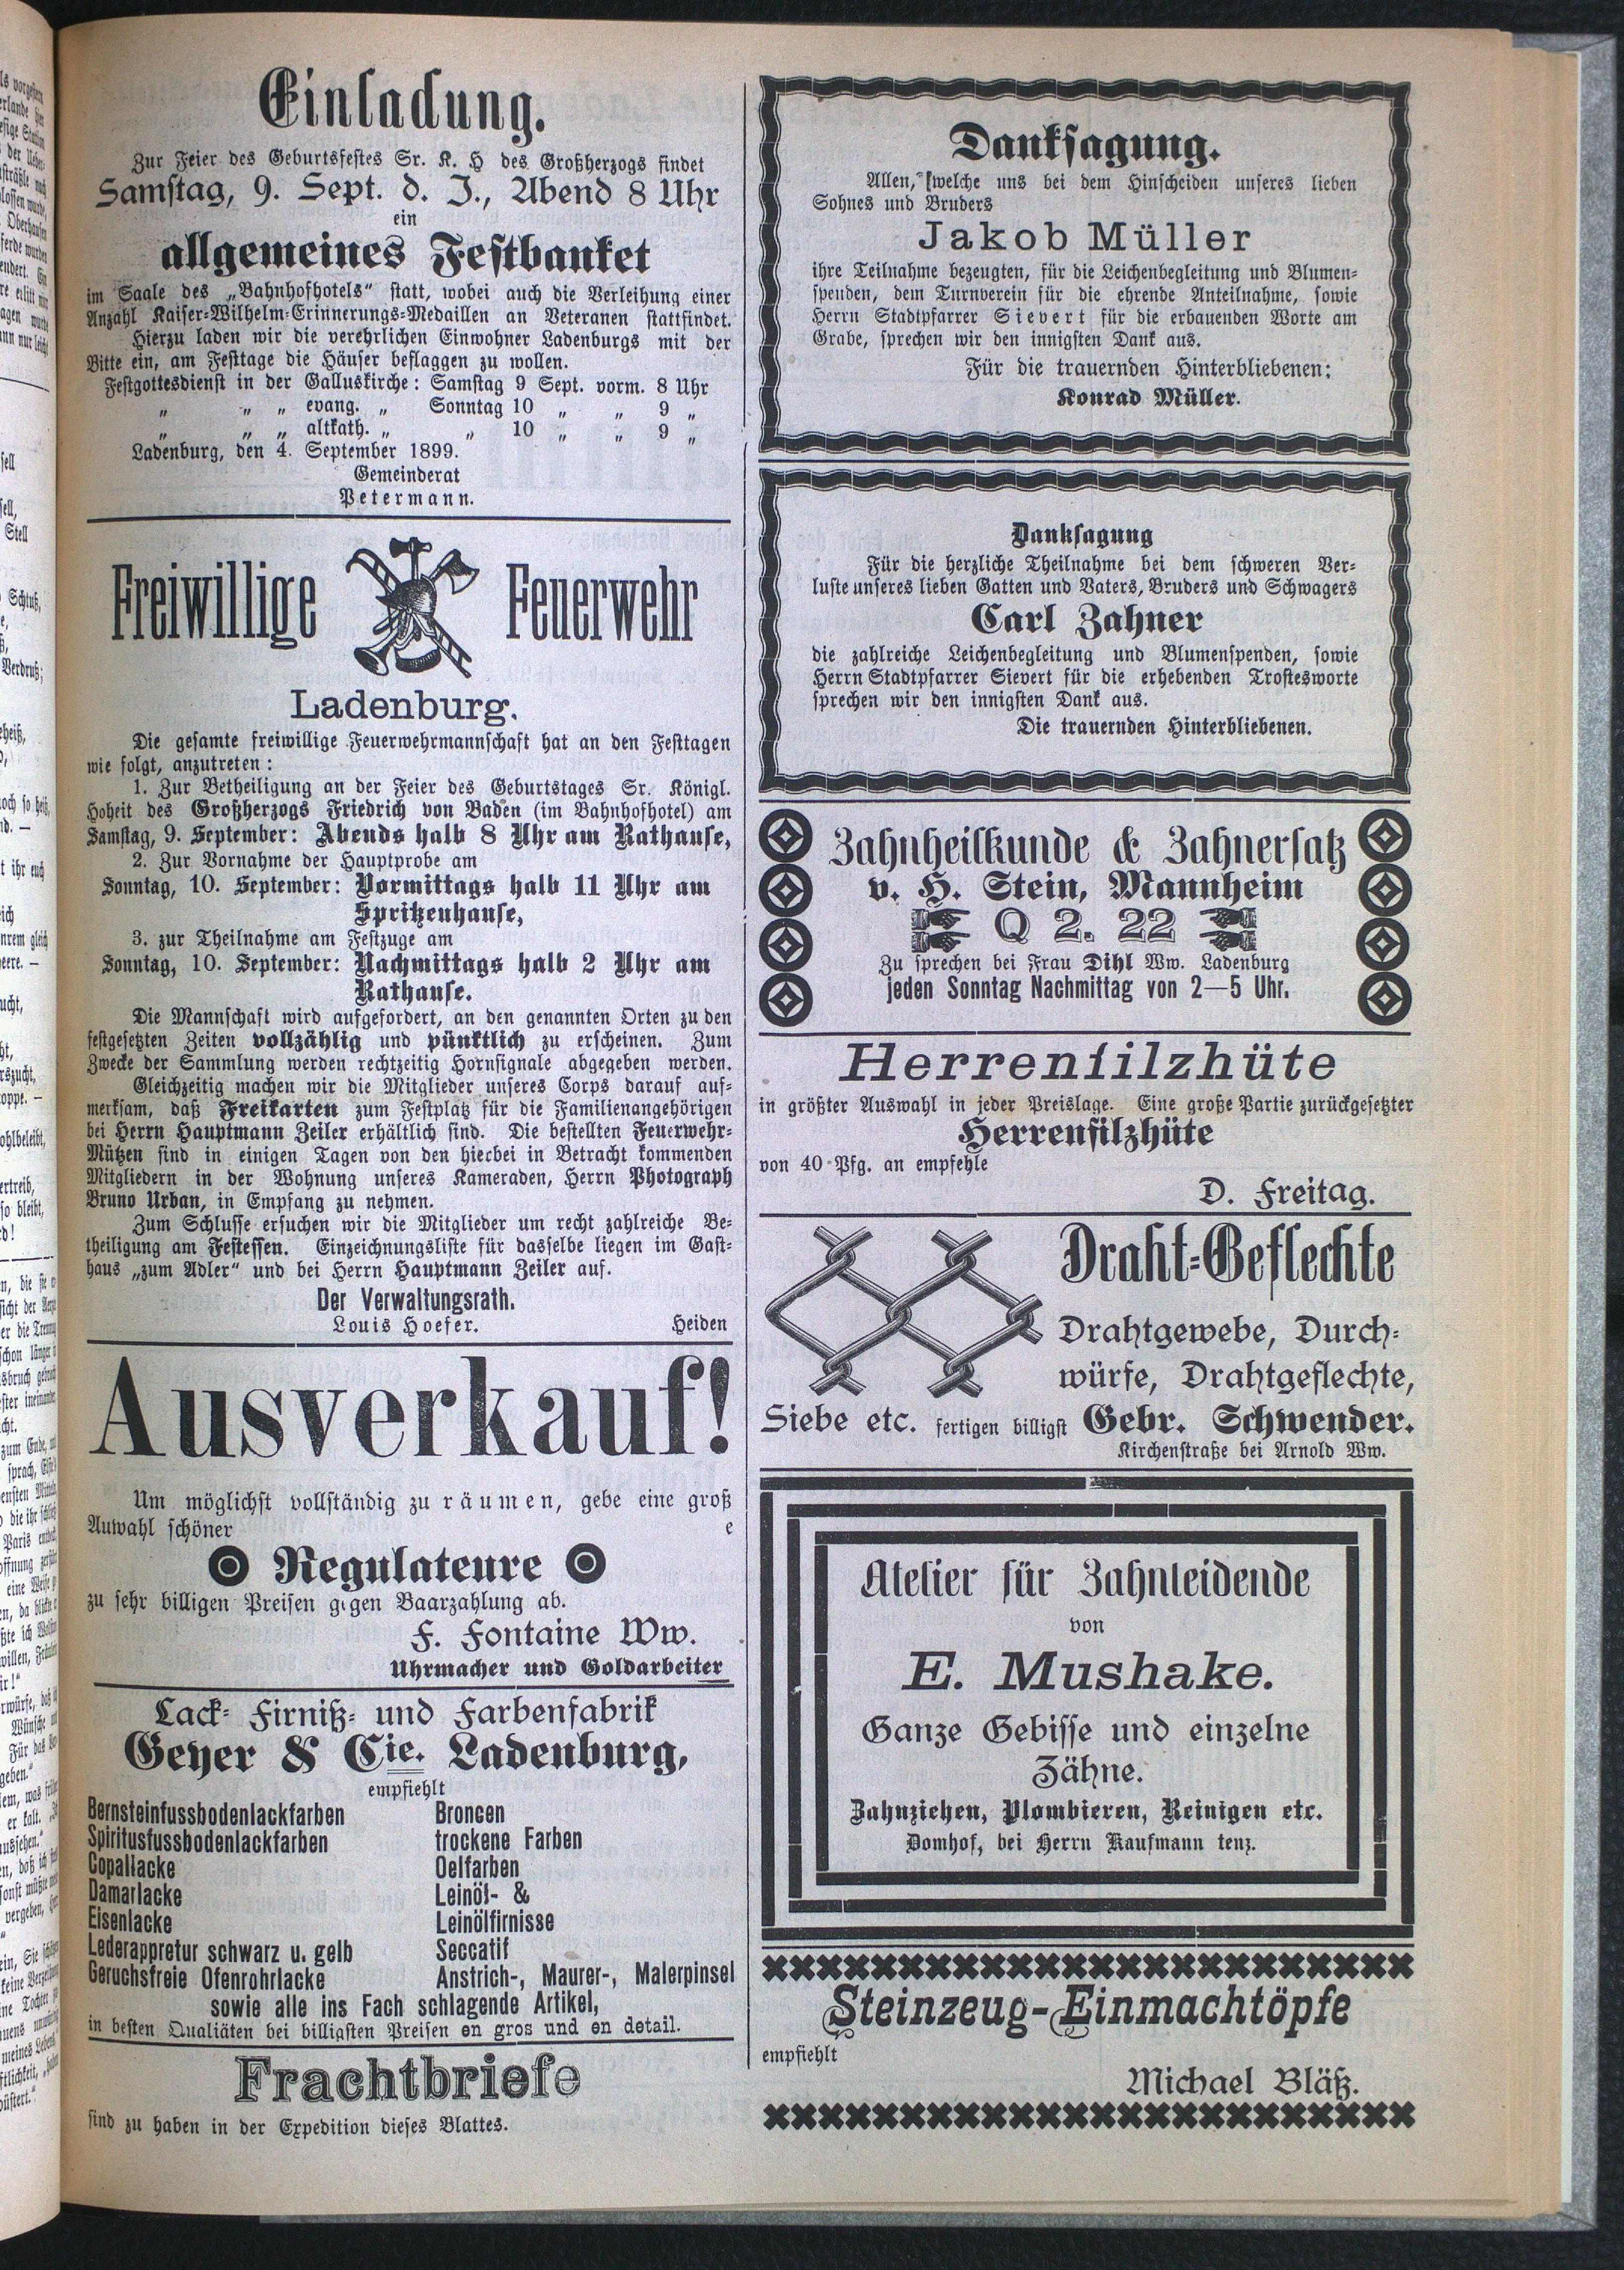 Einladung.
Zur Feier des Geburtsfestes Sr. K. H des Großherzogs findet
Samstag, 9. Sept. d. J., Abend 8 Uhr
ein
allgemeines Festbanket
im Saale des „Bahnhofhotels“ statt, wobei auch die Verleihung einer
Anzahl Kaiser-Wilhelm-Erinnerungs-Medaillen an Veteranen stattfindet.
Hierzu laden wir die verehrlichen Einwohner Ladenburgs mit der
Bitte ein, am Festtage die Häuser beflaggen zu wollen.
Festgottesdienst in der Galluskirche: Samstag 9 Sept. vorm. 8 Uhr
„ „ „ evang. „ Sonntag 10 „ „ 9 „
„ „ „ altkath. „ „ 10 „ „ 9 „
Ladenburg, den 4. September 1899.
Gemeinderat
Petermann.
Freiwillige Feuerwehr
Ladenburg.
Die gesamte freiwillige Feuerwehrmannschaft hat an den Festtagen
wie folgt, anzutreten:
1. Zur Betheiligung an der Feier des Geburtstages Sr. Königl.
Hoheit des Großherzogs Friedrich von Baden (im Bahnhofhotel) am
Samstag, 9. September: Abends halb 8 Uhr am Rathause,
2. Zur Vornahme der Hauptprobe am
Sonntag, 10. September: Vormittags halb 11 Uhr am
Spritzenhause,
3. zur Theilnahme am Festzuge am
Sonntag, 10. September: Nachmittags halb 2 Uhr am
Rathause.
Die Mannschaft wird aufgefordert, an den genannten Orten zu den
festgesetzten Zeiten vollzählig und pünktlich zu erscheinen. Zum
Zwecke der Sammlung werden rechtzeitig Hornsignale abgegeben werden.
Gleichzeitig machen wir die Mitglieder unseres Corps darauf auf-
merksam, daß Freikarten zum Festplatz für die Familienangehörigen
bei Herrn Hauptmann Zeiler erhältlich sind. Die bestellten Feuerwehr-
Mützen sind in einigen Tagen von den hierbei in Betracht kommenden
Mitgliedern in der Wohnung unseres Kameraden, Herrn Photograph
Bruno Urban, in Empfang zu nehmen.
Zum Schlusse ersuchen wir die Mitglieder um recht zahlreiche Be-
theiligung am Festessen. Einzeichnungsliste für dasselbe liegen im Gast-
haus „zum Adler“ und bei Herrn Hauptmann Zeiler auf.
Der Verwaltungsrath.
Louis Hoefer. Heiden
Ausverkauf!
Um möglichst vollständig zu räumen, gebe eine groß
Auwahl schöner e
Regulateure
zu sehr billigen Preisen gegen Baarzahlung ab.
F. Fontaine Ww.
Uhrmacher und Goldarbeiter
Lack- Firniß- und Farbenfabrik
Geyer & Cie. Ladenburg,
empfiehlt
Bernsteinfussbodenlackfarben Broncen
Spiritusfussbodenlackfarben trockene Farben
Copallacke Oelfarben
Damarlacke Leinöl- &
Eisenlacke Leinölfirnisse
Lederappretur schwarz u. gelb Seccatif
Geruchsfreie Ofenrohrlacke Anstrich-, Maurer-, Malerpinsel
sowie alle ins Fach schlagende Artikel,
in besten Qualiäten bei billigsten Preisen en gros und en detail.
Frachtbriefe
sind zu haben in der Expedition dieses Blattes.
Danksagung.
Allen, welche uns bei dem Hinscheiden unseres lieben
Sohnes und Bruders
Jakob Müller
ihre Teilnahme bezeugten, für die Leichenbegleitung und Blumen-
spenden, dem Turnverein für die ehrende Anteilnahme, sowie
Herrn Stadtpfarrer Sievert für die erbauenden Worte am
Grabe, sprechen wir den innigsten Dank aus.
Für die trauernden Hinterbliebenen:
Konrad Müller.
Danksagung
Für die herzliche Theilnahme bei dem schweren Ver-
luste unseres lieben Gatten und Vaters, Bruders und Schwagers
Carl Zahner
die zahlreiche Leichenbegleitung und Blumenspenden, sowie
Herrn Stadtpfarrer Sievert für die erhebenden Trostesworte
sprechen wir den innigsten Dank aus.
Die trauernden Hinterbliebenen.
Zahnheilkunde & Zahnersatz
v. H. Stein, Mannheim
Q 2. 22
Zu sprechen bei Frau Dihl Ww. Ladenburg
jeden Sonntag Nachmittag von 2—5 Uhr.
Herrenfilzhüte
in größter Auswahl in jeder Preislage. Eine große Partie zurückgesetzter
Herrenfilzhüte
von 40 Pfg. an empfehle
D. Freitag.
Draht-Geflechte
Drahtgewebe, Durch-
würfe, Drahtgeflechte,
Siebe etc. fertigen billigst Gebr. Schwender.
Kirchenstraße bei Arnold Ww.
Atelier für Zahnleidende
von
E. Mushake.
Ganze Gebisse und einzelne
Zähne.
Zahnziehen, Plombieren, Reinigen etc.
Domhof, bei Herrn Kaufmann tenz.
Steinzeug-Einmachtöpfe
empfiehlt
Michael Bläß.